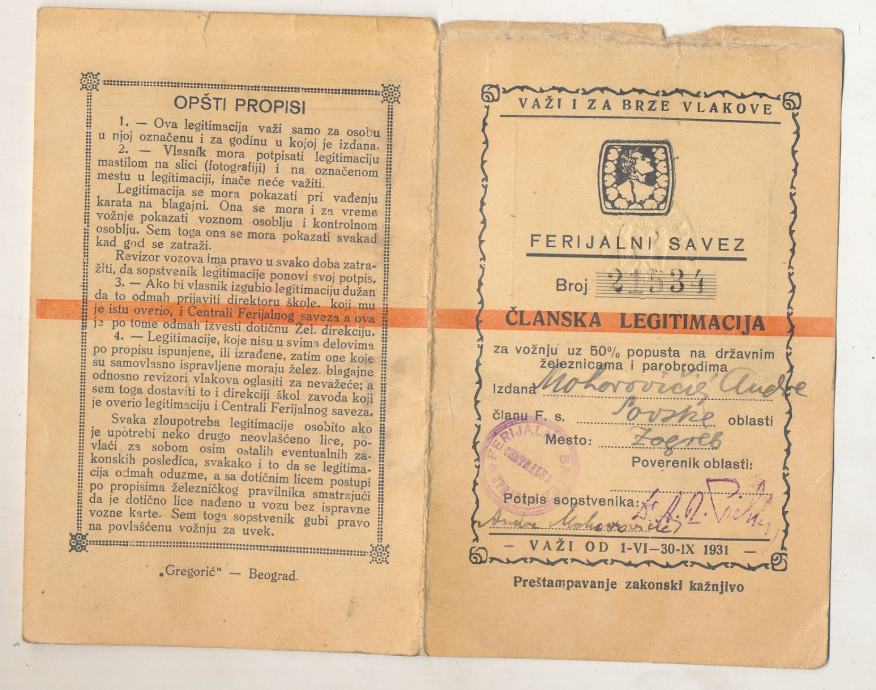 OPŠTI PROPISI
1. — Ova legitimacija važi samo za osobu
u njoj označenu i za godinu u kojoj je izdana.
2. — Vlasnik mora potpisati legitimaciju
mastilom na slici (fotografiji) i na označenom
mestu u legitimaciji, inače neće važiti.
Legitimacija se mora pokazati pri vađenju
karata na blagajni. Ona se mora i za vreme
vožnje pokazati voznom osoblju i kontrolnom
osoblju. Sem toga ona se mora pokazati svakad
kad god se zatraži.
Revizor vozova ima pravo u svako doba zatra-
žiti, da sopstvenik legitimacije ponovi svoj potpis.
3. — Ako bi vlasnik izgubio legitimaciju dužan
da to odmah prijaviti direktoru škole, koji mu
je istu overio, i Centrali Ferijalnog saveza a ova
je po tome odmah izvesti dotičnu Žel. direkciju.
4. — Legitimacije, koje nisu u svima delovima
po propisu ispunjene, ili izrađene, zatim one koje
su samovlasno ispravljene moraju želez. blagajne
odnosno revizori vlakova oglasiti za nevažeće; a
sem toga dostaviti to i direkciji škol zavoda koji
je overio legitimaciju i Centrali Ferijalnog saveza.
Svaka zloupotreba legitimacije osobito ako
je upotrebi neko drugo neovlašćeno lice, po-
vlači za sobom osim ostalih eventualnih za-
konskih posledica, svakako i to da se legitima-
cija odmah oduzme, a sa dotičnim licem postupi
po propisima železničkog pravilnika smatrajući
da je dotično lice nađeno u vozu bez ispravne
vozne karte. Sem toga sopstvenik gubi pravo
na povlašćenu vožnju za uvek.
„Gregorić“ — Beograd.
VAŽI I ZA BRZE VLAKOVE
FERIJALNI SAVEZ
Broj 21534
ČLANSKA LEGITIMACIJA
za vožnju uz 50% popusta na državnim
železnicama i parobrodima
Izdana Mohorovičić Andre
članu F. s. Savske oblasti
Mesto: Zagreb
Poverenik oblasti:
FERIJALNI
Potpis sopstvenika:
Andre Mohorovičić
— VAŽI OD 1-VI—30-IX 1931 —
Preštampavanje zakonski kažnjivo